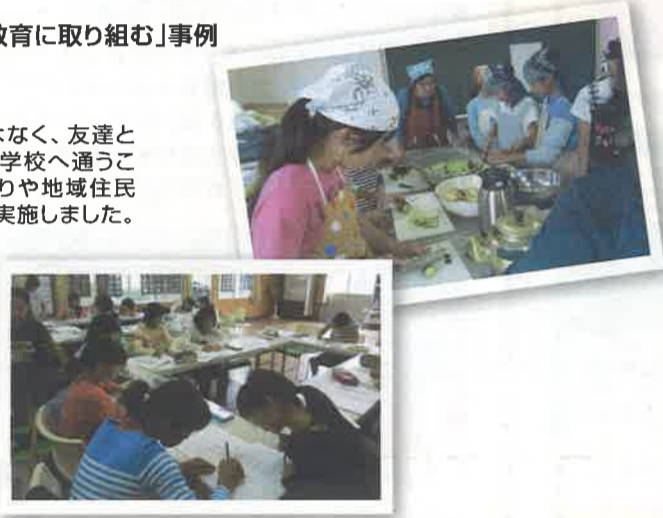 教育に取り組む」事例
はなく、友達と
学校へ通うこ
りや地域住民
実施しました。